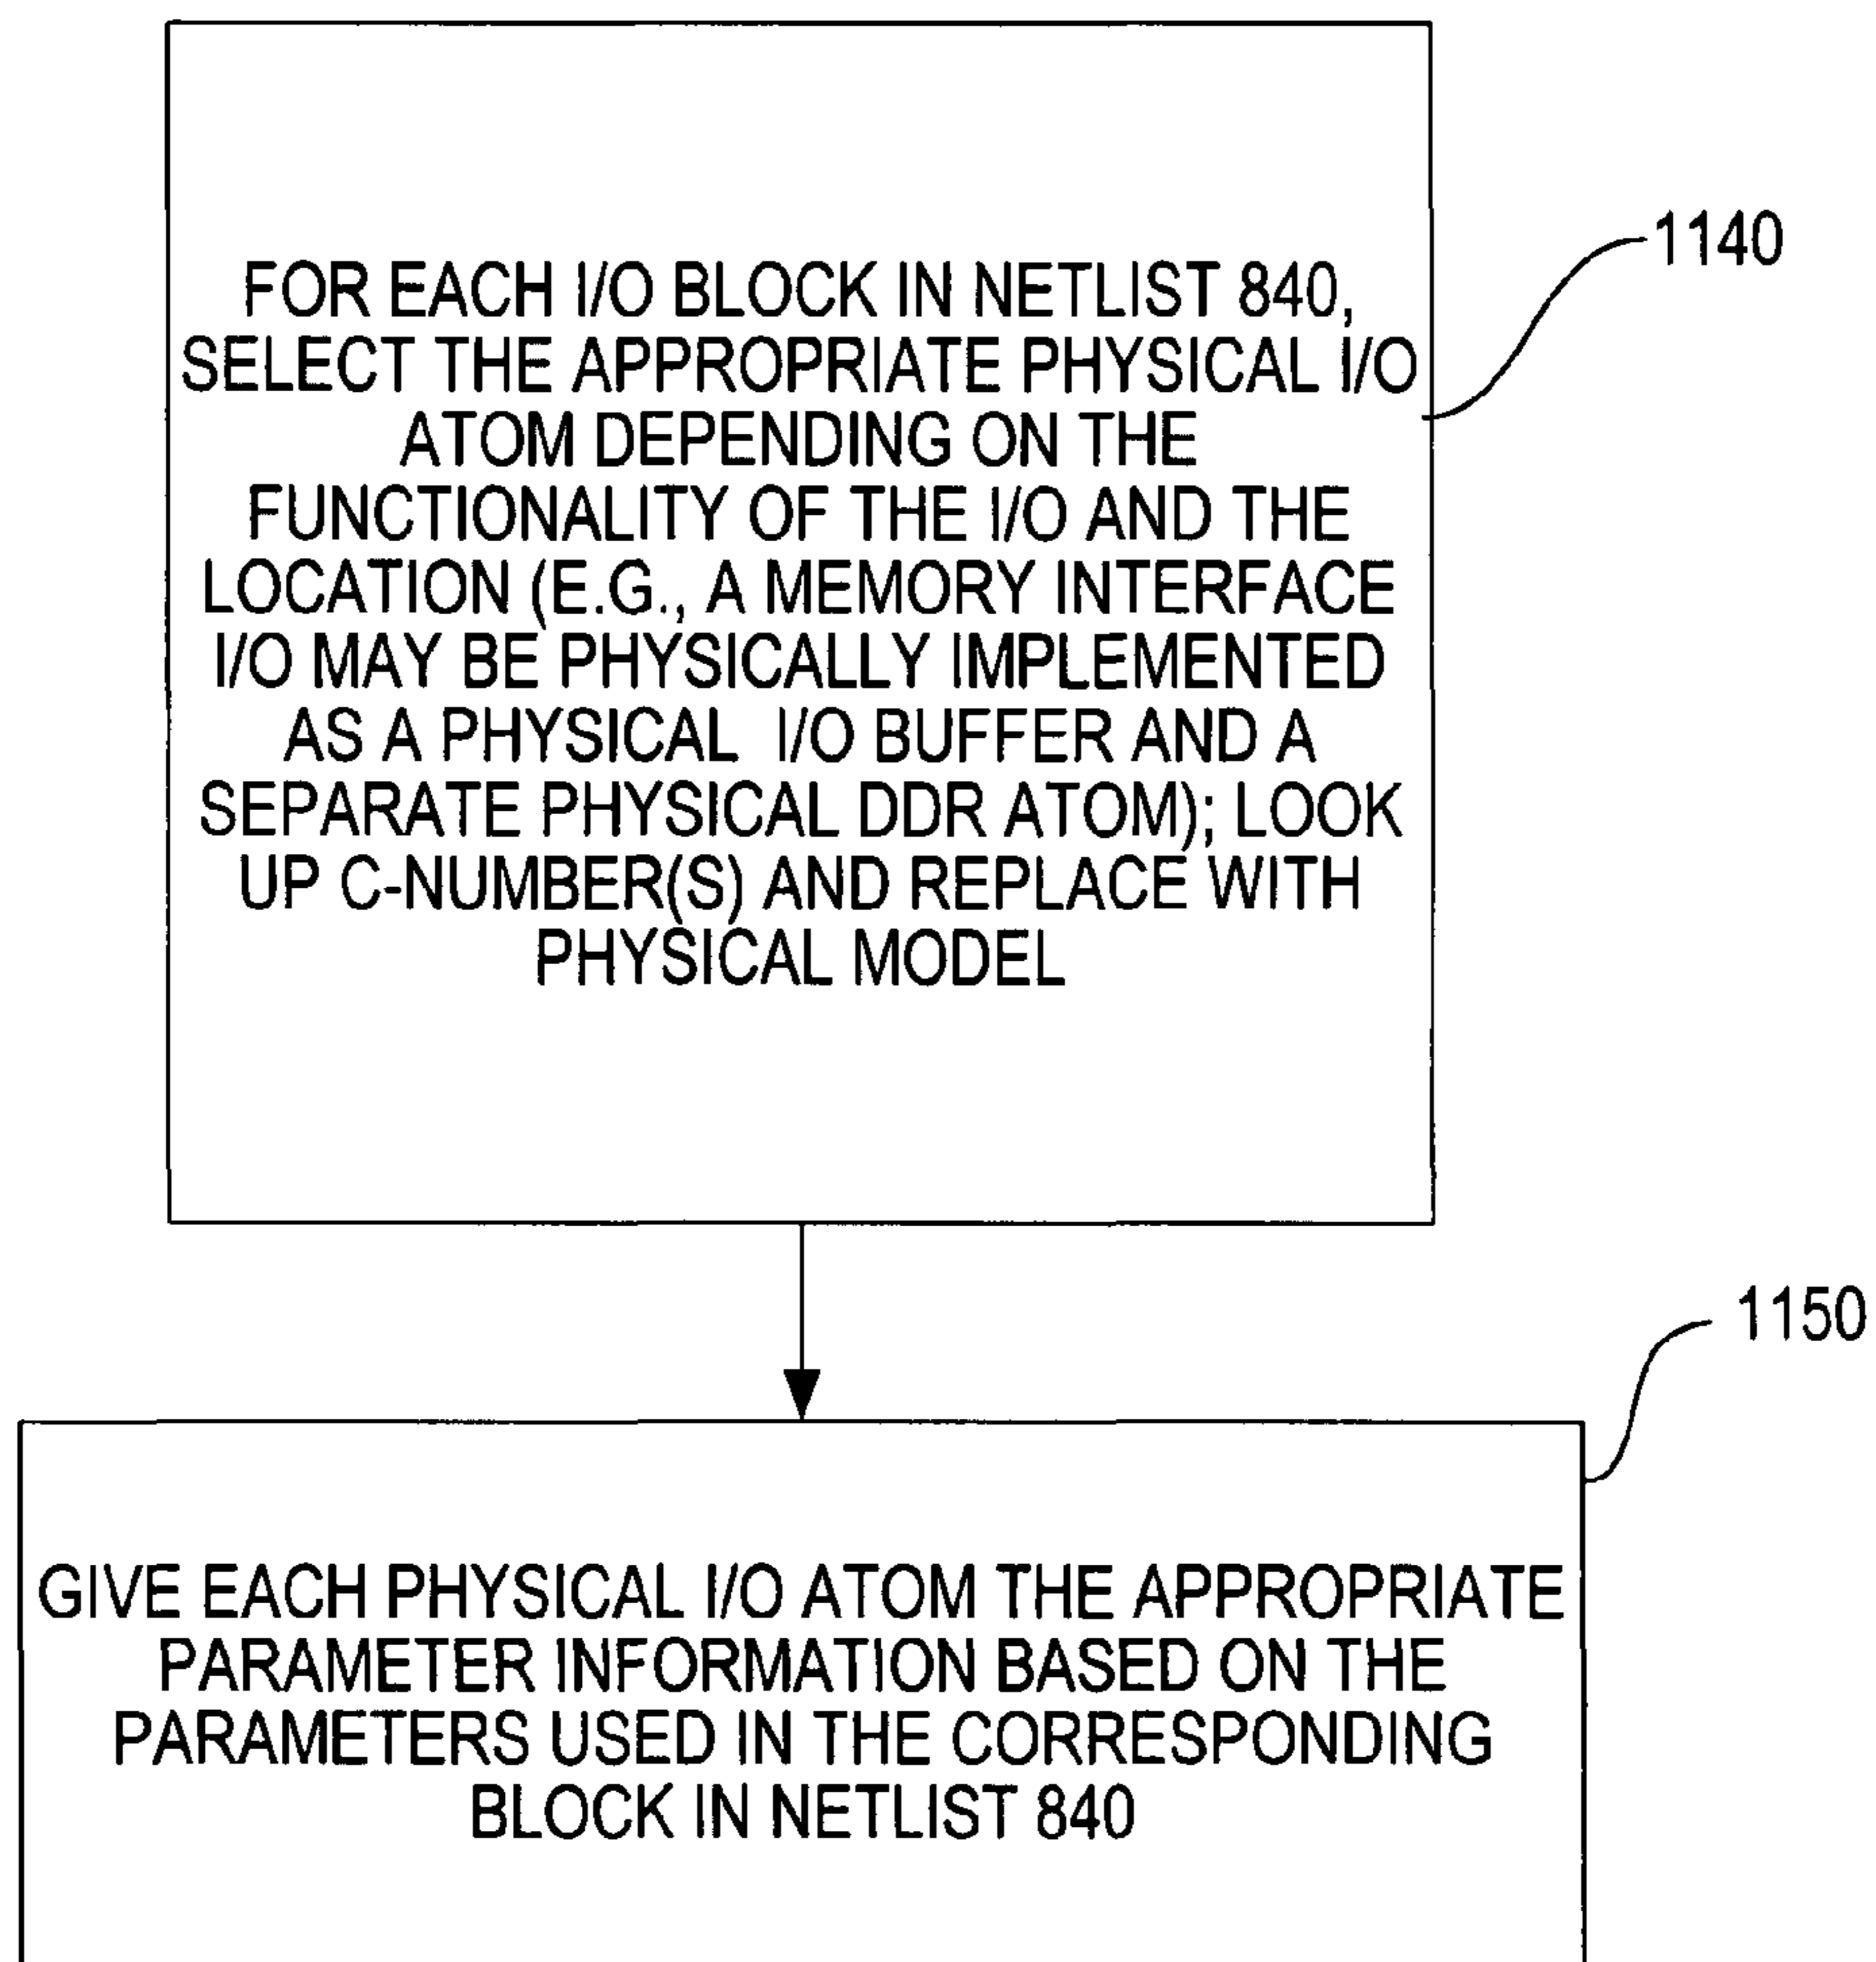 FOR EACH I/O BLOCK IN NETLIST 840,
SELECT THE APPROPRIATE PHYSICAL I/O
ATOM DEPENDING ON THE
FUNCTIONALITY OF THE I/O AND THE
LOCATION (E.G., A MEMORY INTERFACE
I/O MAY BE PHYSICALLY IMPLEMENTED
AS A PHYSICAL I/O BUFFER AND A
SEPARATE PHYSICAL DDR ATOM); LOOK
UP C-NUMBER(S) AND REPLACE WITH
PHYSICAL MODEL
1140
1150
GIVE EACH PHYSICAL I/O ATOM THE APPROPRIATE
PARAMETER INFORMATION BASED ON THE
PARAMETERS USED IN THE CORRESPONDING
BLOCK IN NETLIST 840